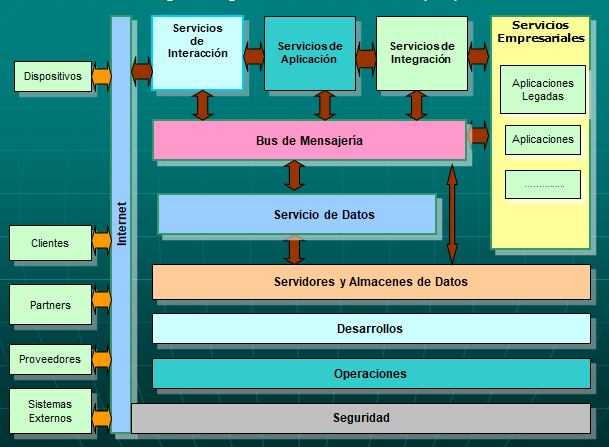 Servicios
de
Interacción
Servicios de
Aplicación
Servicios de
Integración
Servicios
Empresariales
Dispositivos
Aplicaciones
Legadas
Bus de Mensajería
Aplicaciones
................
Internet
Servicio de Datos
Clientes
Servidores y Almacenes de Datos
Partners
Desarrollos
Proveedores
Operaciones
Sistemas
Externos
Seguridad